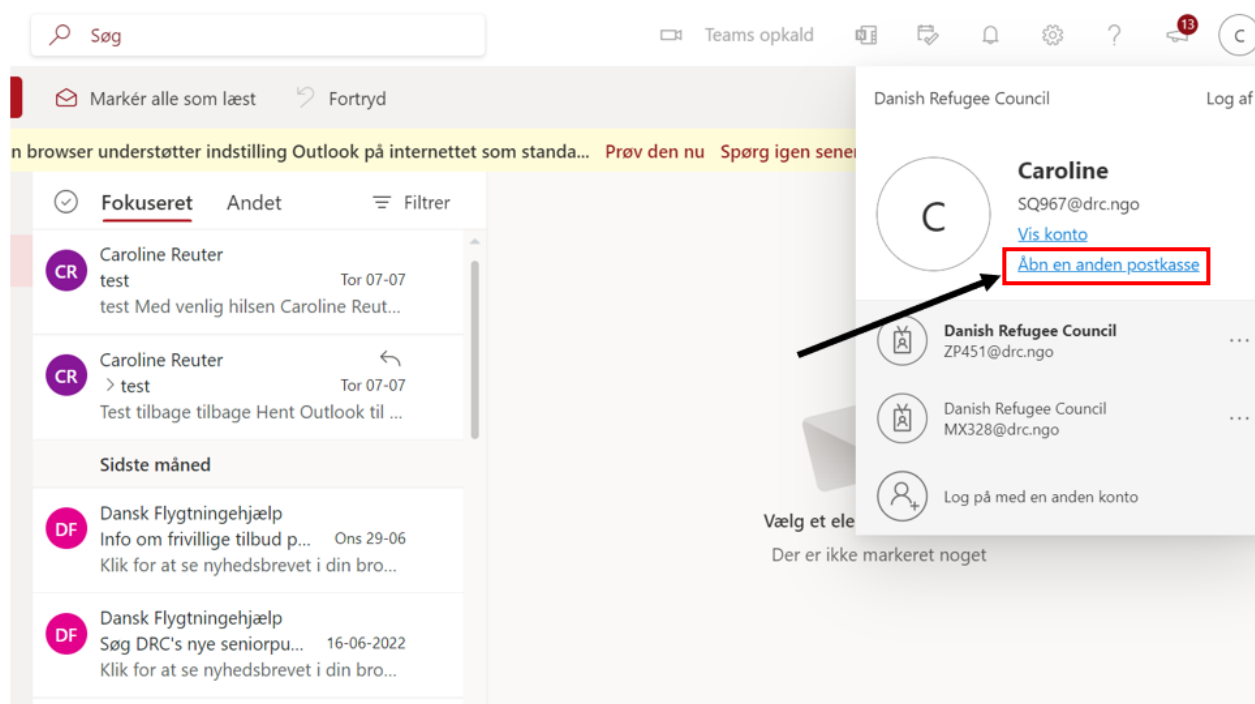 Søg
Teams opkald
13
C
Markér alle som læst
Fortryd
n browser understøtter indstilling Outlook på internettet som standa... Prøv den nu Spørg igen sener
Fokuseret
Andet
Filtrer
CR
Caroline Reuter
test
Tor 07-07
test Med venlig hilsen Caroline Reut...
CR
Caroline Reuter
> test
Tor 07-07
Test tilbage tilbage Hent Outlook til ...
Sidste måned
DF
Dansk Flygtningehjælp
Info om frivillige tilbud p...
Ons 29-06
Klik for at se nyhedsbrevet i din bro...
DF
Dansk Flygtningehjælp
Søg DRC's nye seniorpu...
16-06-2022
Klik for at se nyhedsbrevet i din bro...
Vælg et ele
Der er ikke markeret noget
Danish Refugee Council
Log af
C
Caroline
SQ967@drc.ngo
Vis konto
Åbn en anden postkasse
Danish Refugee Council
ZP451@drc.ngo
...
Danish Refugee Council
MX328@drc.ngo
...
Log på med en anden konto